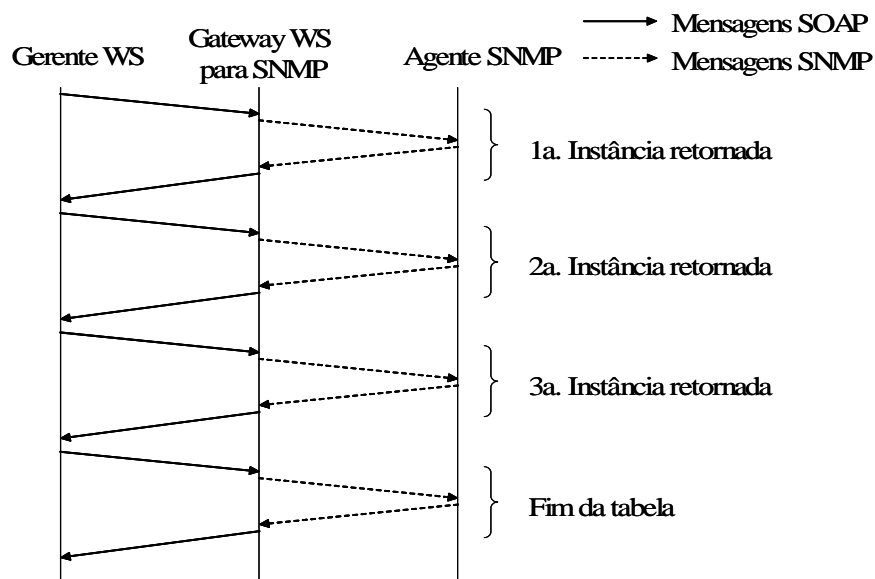 Mensagens SOAP
Mensagens SNMP
Gerente WS
Gateway WS
para SNMP
Agente SNMP
1a. Instância retornada
2a. Instância retornada
3a. Instância retornada
Fim da tabela